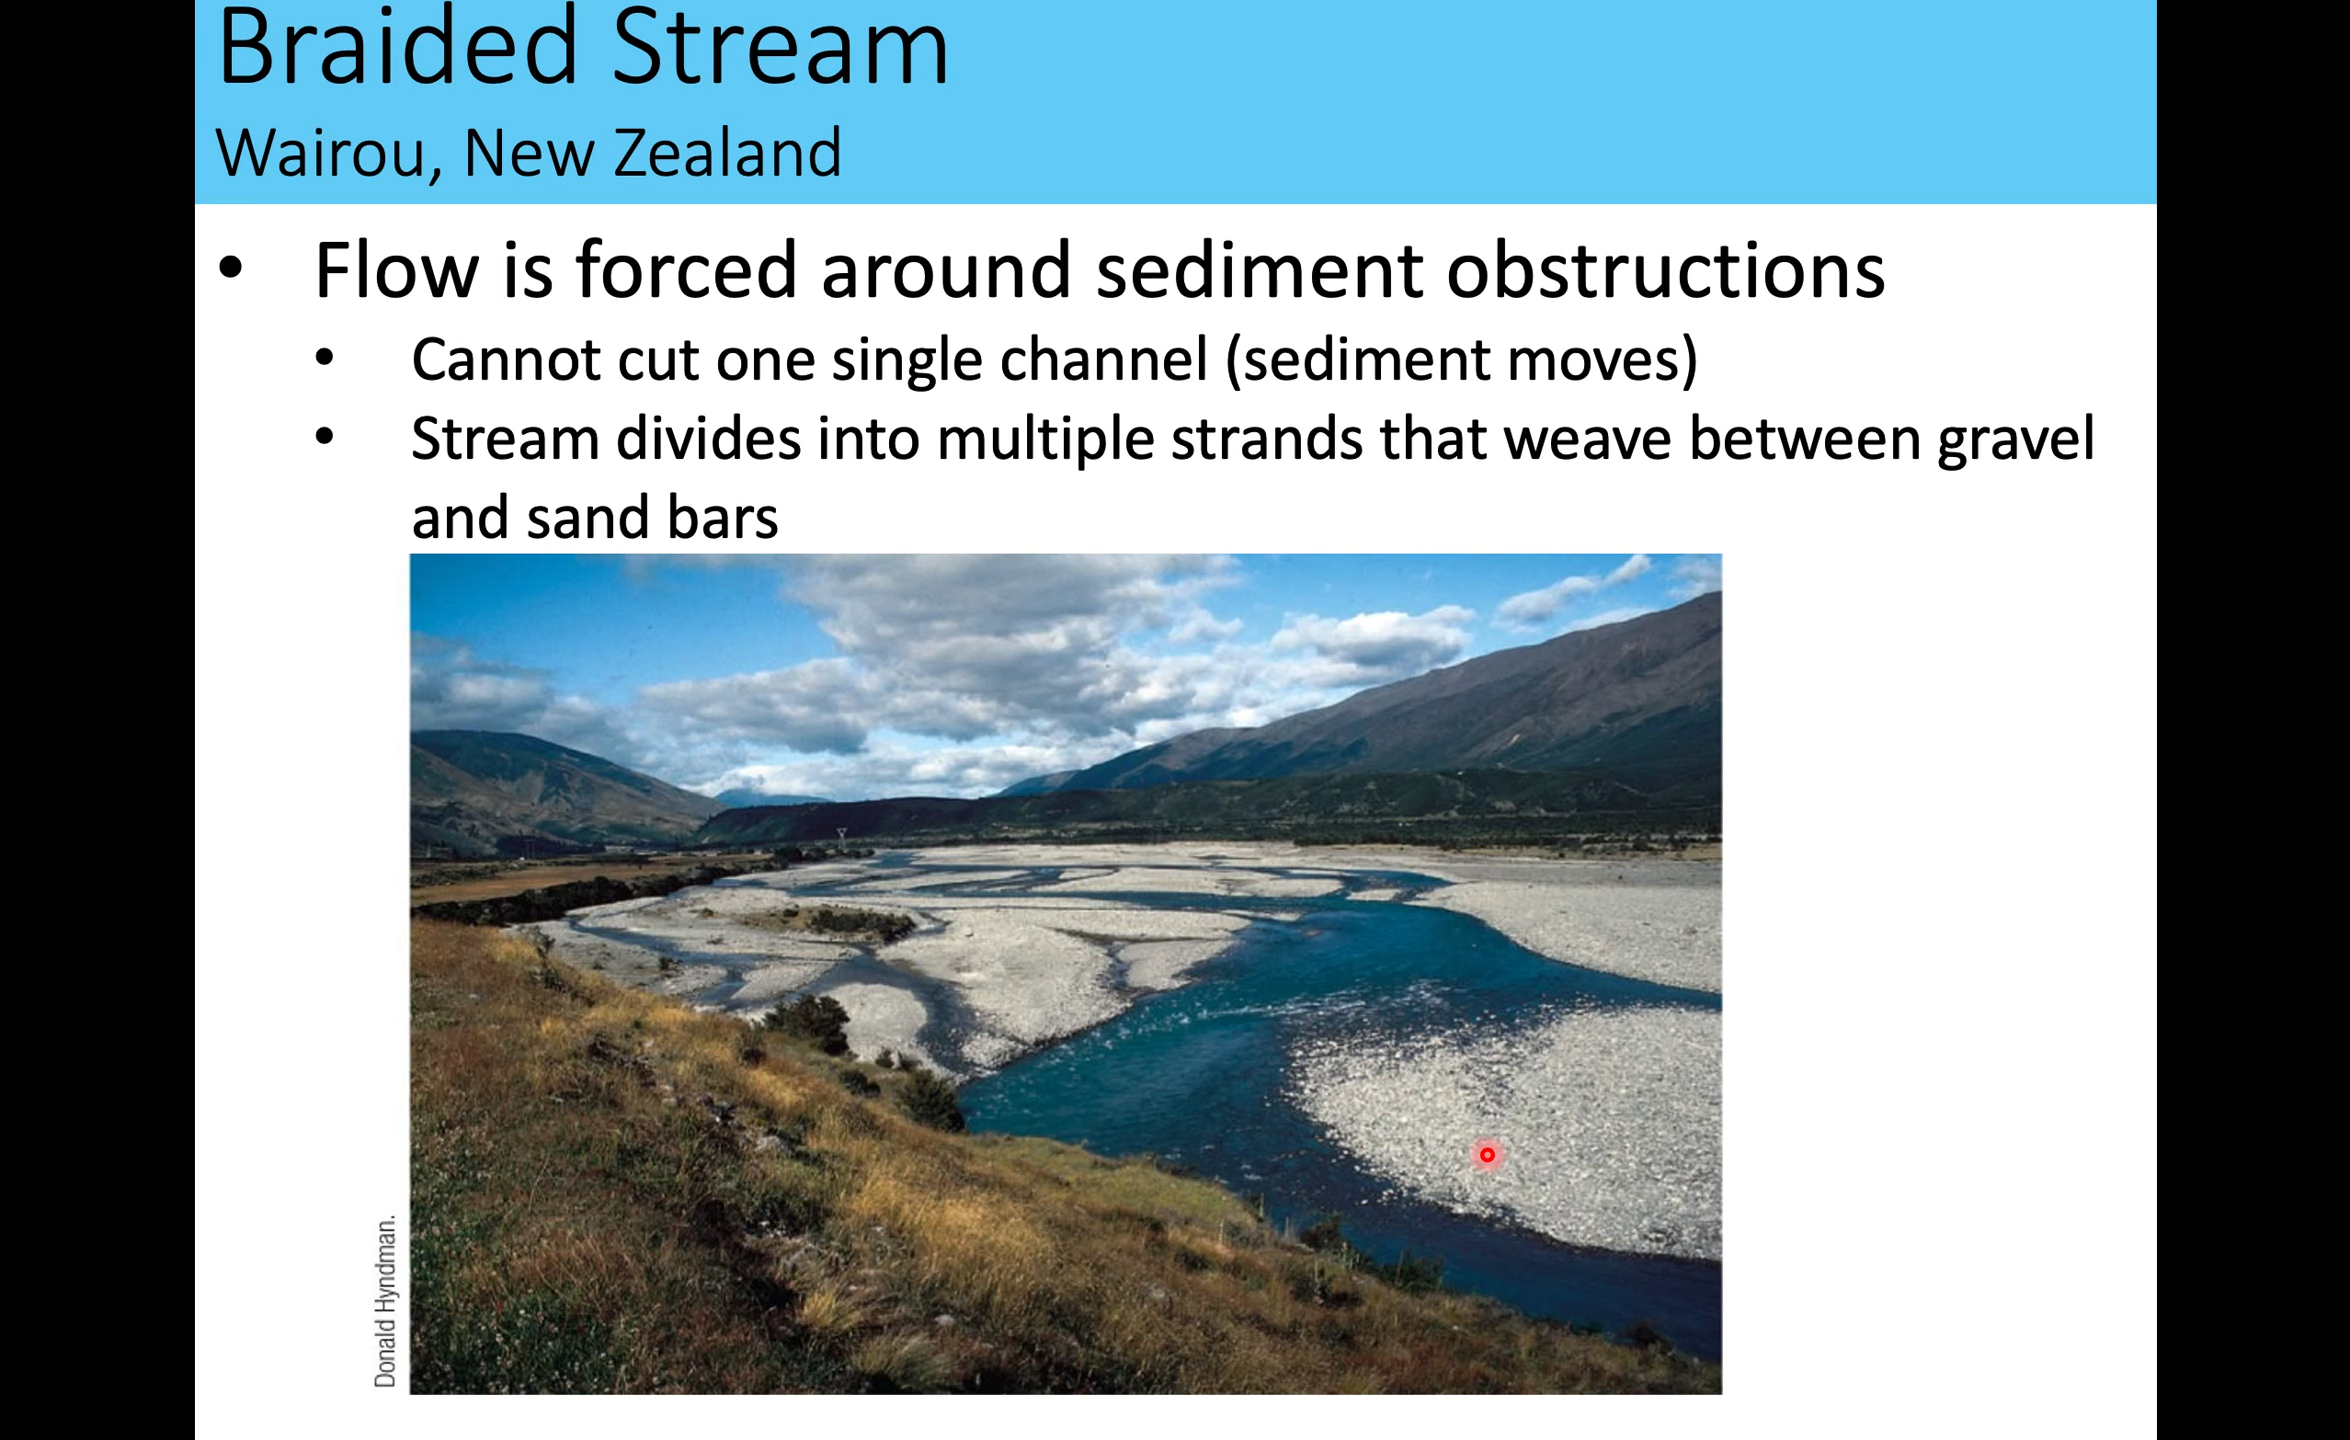 Braided Stream
Wairou, New Zealand
• Flow is forced around sediment obstructions
• Cannot cut one single channel (sediment moves)
• Stream divides into multiple strands that weave between gravel
and sand bars
Donald Hyndman.